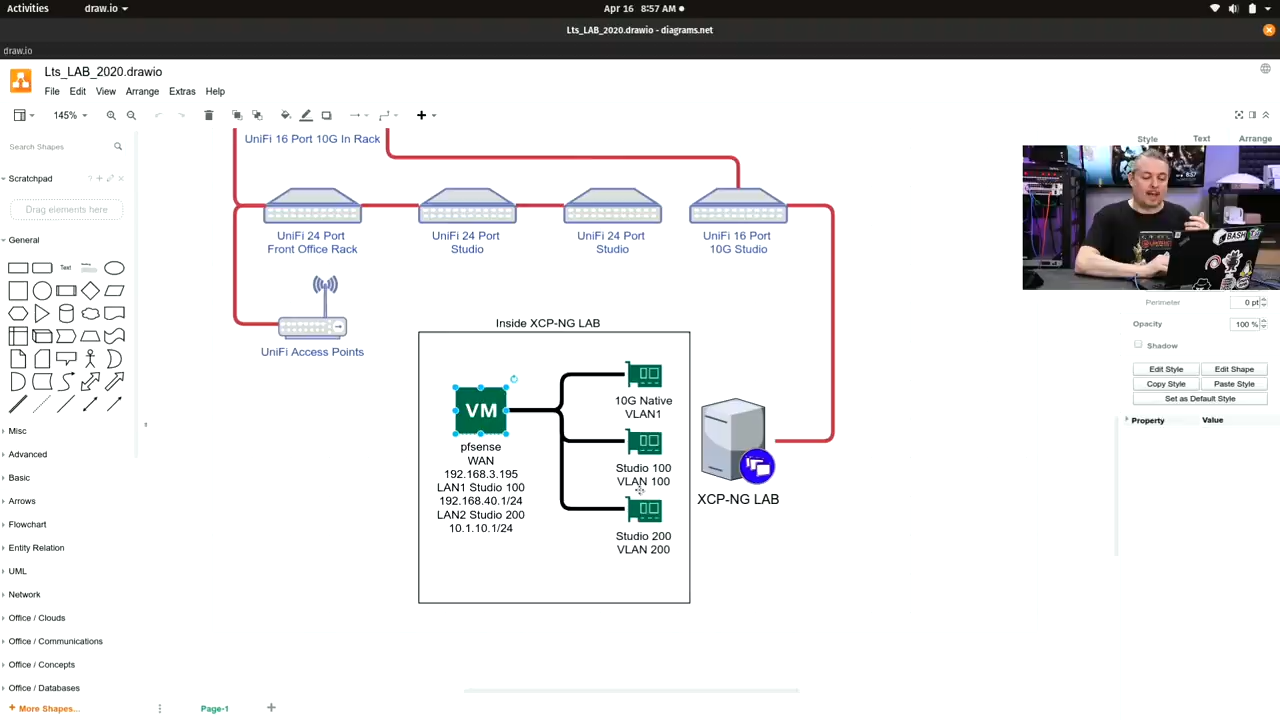 Activities
draw.io
Apr 16 8:57 AM
Lts_LAB_2020.drawio - diagrams.net
draw.io
Lts_LAB_2020.drawio
File Edit View Arrange Extras Help
145%
Search Shapes
Scratchpad
Drag elements here
General
Text
Misc
Advanced
Basic
Arrows
Flowchart
Entity Relation
UML
Network
Office / Clouds
Office / Communications
Office / Concepts
Office / Databases
+ More Shapes...
Page-1
UniFi 16 Port 10G In Rack
UniFi 24 Port
Front Office Rack
UniFi 24 Port
Studio
UniFi 24 Port
Studio
UniFi 16 Port
10G Studio
UniFi Access Points
Inside XCP-NG LAB
VM
pfsense
WAN
192.168.3.195
LAN1 Studio 100
192.168.40.1/24
LAN2 Studio 200
10.1.10.1/24
10G Native
VLAN1
Studio 100
VLAN 100
Studio 200
VLAN 200
XCP-NG LAB
Style Text Arrange
BASH
Perimeter 0 pt
Opacity 100 %
Shadow
Edit Style Edit Shape
Copy Style Paste Style
Set as Default Style
Property Value